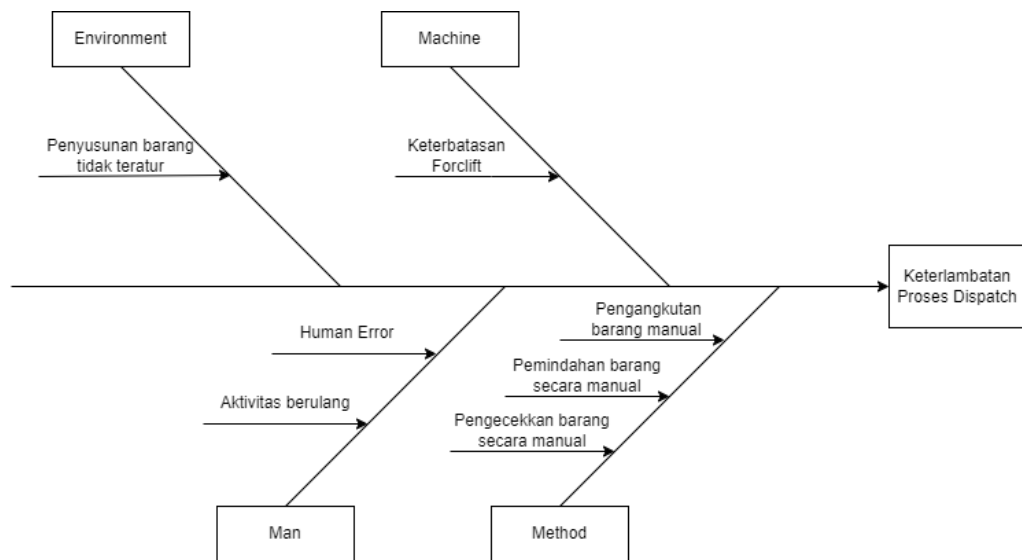 Environment
Machine
Penyusunan barang
tidak teratur
Keterbatasan
Forclift
Keterlambatan
Proses Dispatch
Human Error
Pengangkutan
barang manual
Aktivitas berulang
Pemindahan barang
secara manual
Pengecekkan barang
secara manual
Man
Method